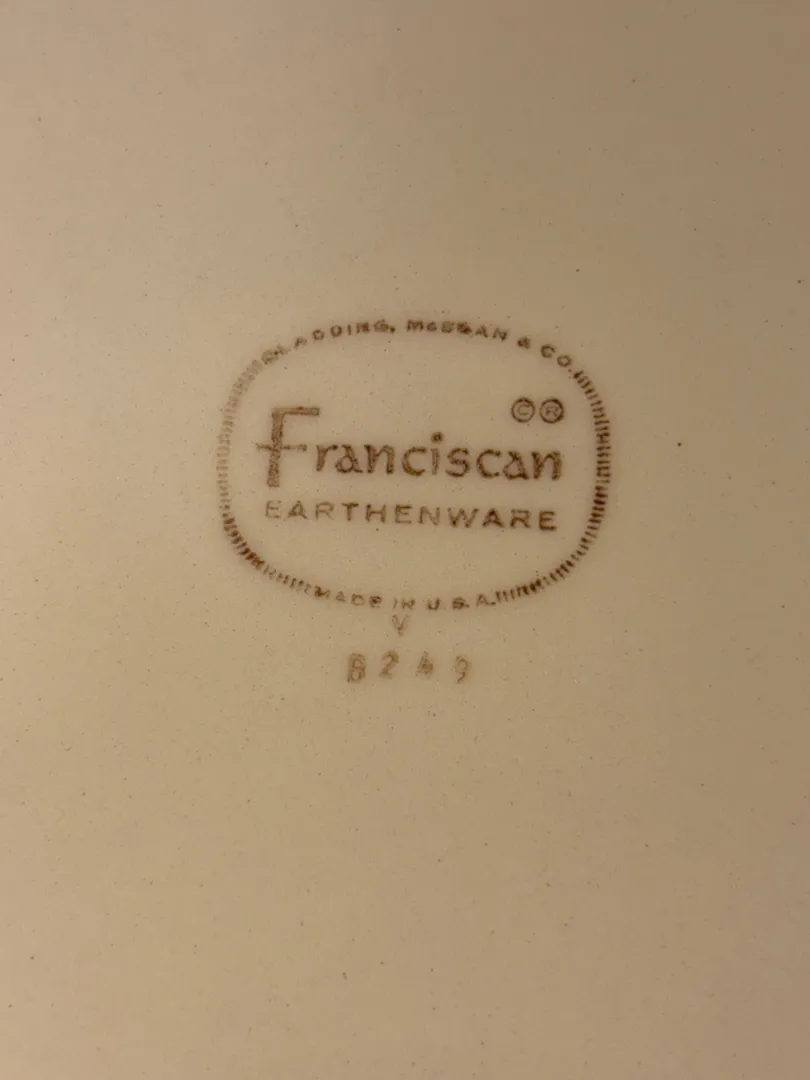 GLADDING, McBEAN & CO.
©®
Franciscan
EARTHENWARE
MADE IN U.S.A.
Y